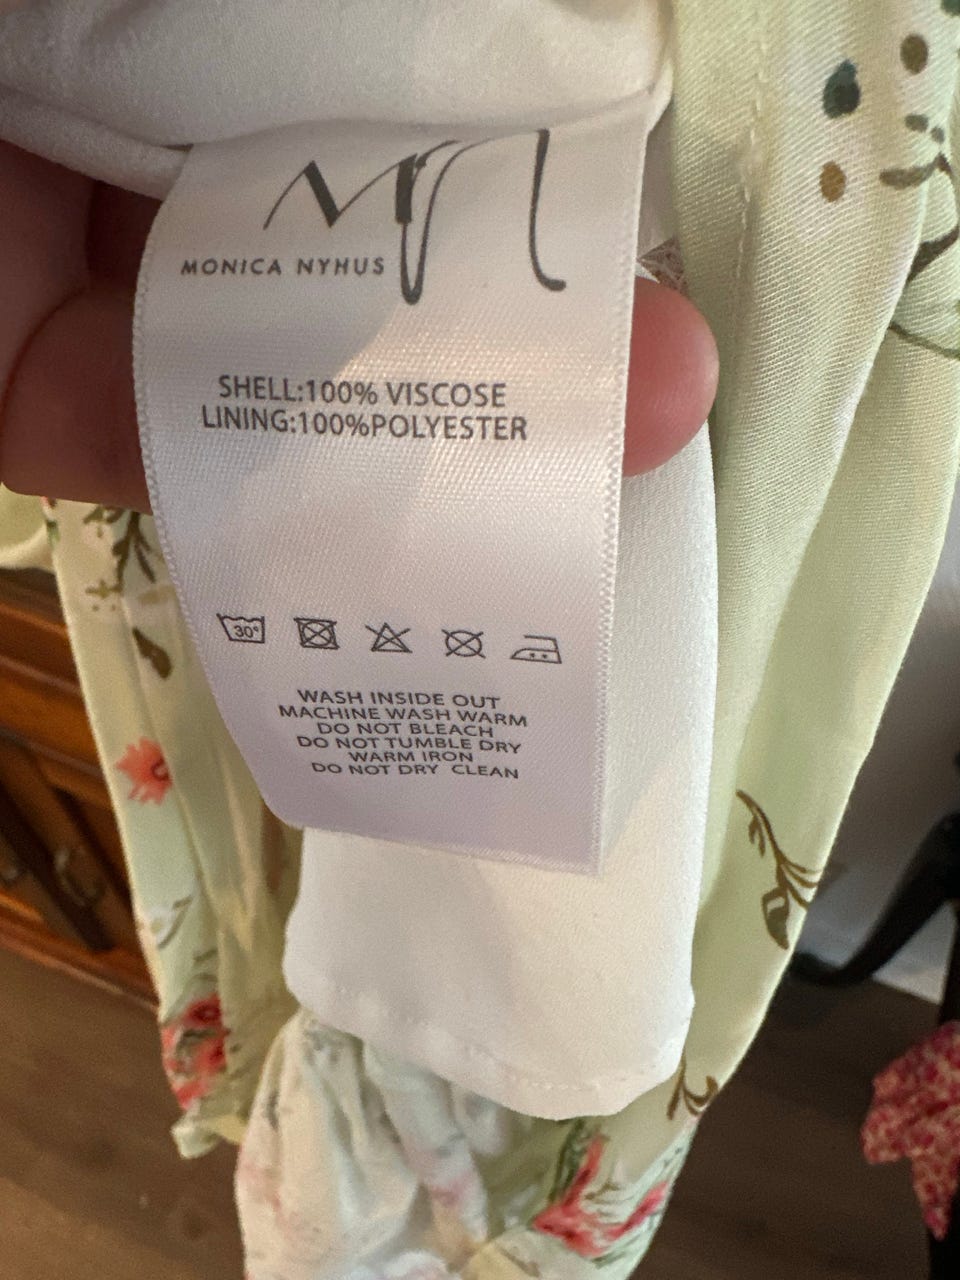 MN
MONICA NYHUS
SHELL:100% VISCOSE
LINING:100%POLYESTER
30°
WASH INSIDE OUT
MACHINE WASH WARM
DO NOT BLEACH
DO NOT TUMBLE DRY
WARM IRON
DO NOT DRY CLEAN